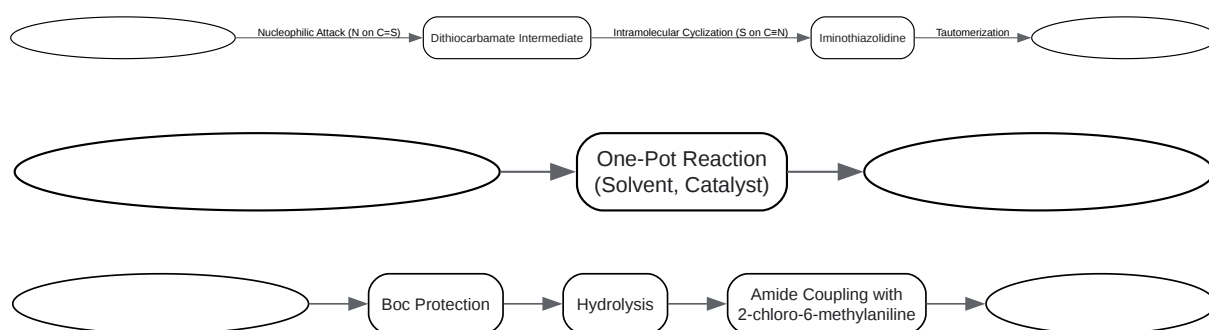 Nucleophilic Attack (N on C=S)
Dithiocarbamate Intermediate
Intramolecular Cyclization (S on C≡N)
Iminothiazolidine
Tautomerization
One-Pot Reaction
(Solvent, Catalyst)
Boc Protection
Hydrolysis
Amide Coupling with
2-chloro-6-methylaniline